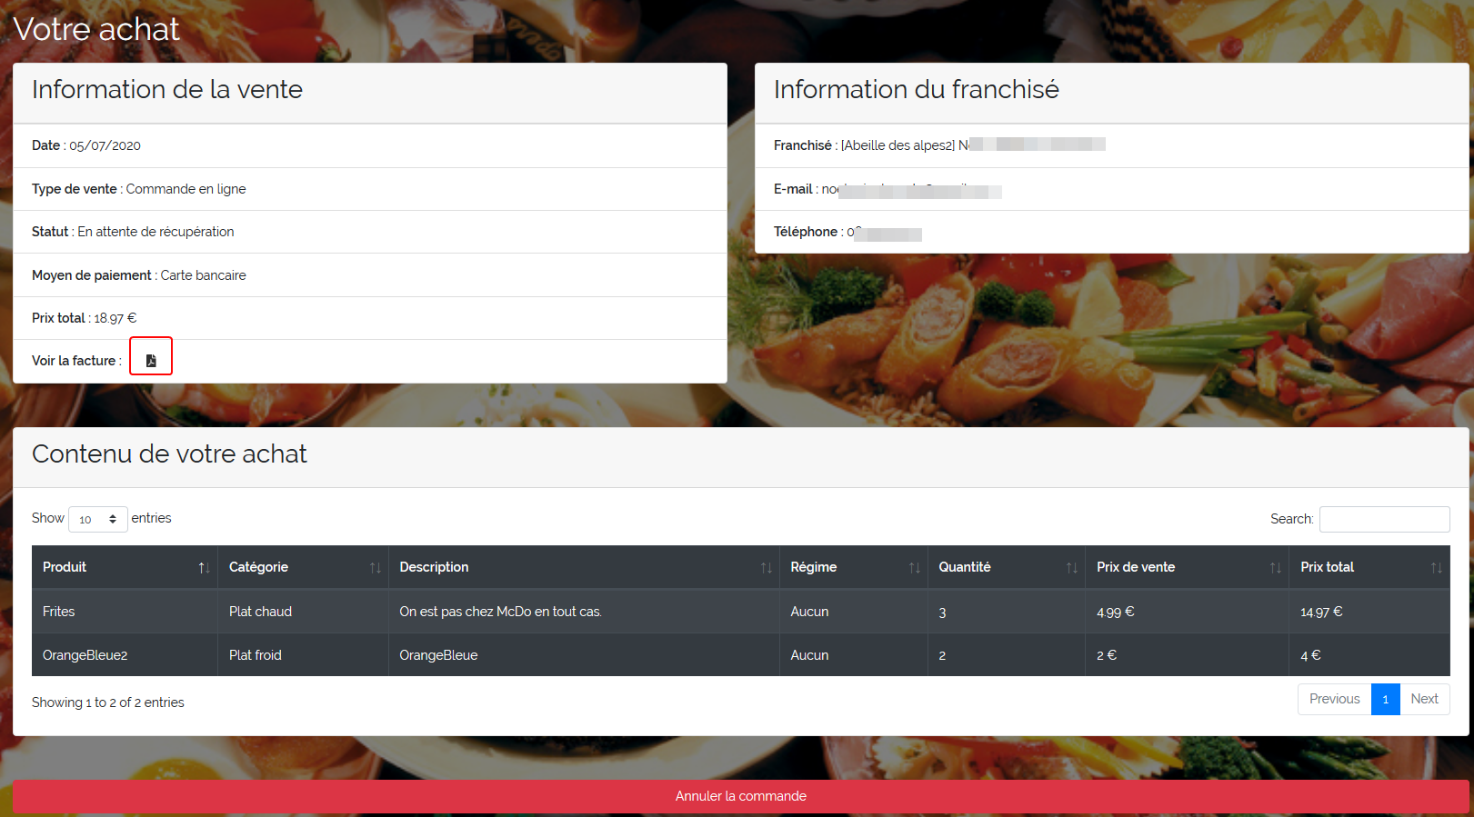 Votre achat
Information de la vente
Date : 05/07/2020
Type de vente : Commande en ligne
Statut : En attente de récupération
Moyen de paiement : Carte bancaire
Prix total : 18.97 €
Voir la facture :
Information du franchisé
Franchisé : [Abeille des alpes2]
E-mail :
Téléphone :
Contenu de votre achat
Show 10 entries
Search:
Produit Catégorie Description Régime Quantité Prix de vente Prix total
Frites Plat chaud On est pas chez McDo en tout cas. Aucun 3 4.99 € 14.97 €
OrangeBleue2 Plat froid OrangeBleue Aucun 2 2 € 4 €
Showing 1 to 2 of 2 entries
Previous 1 Next
Annuler la commande